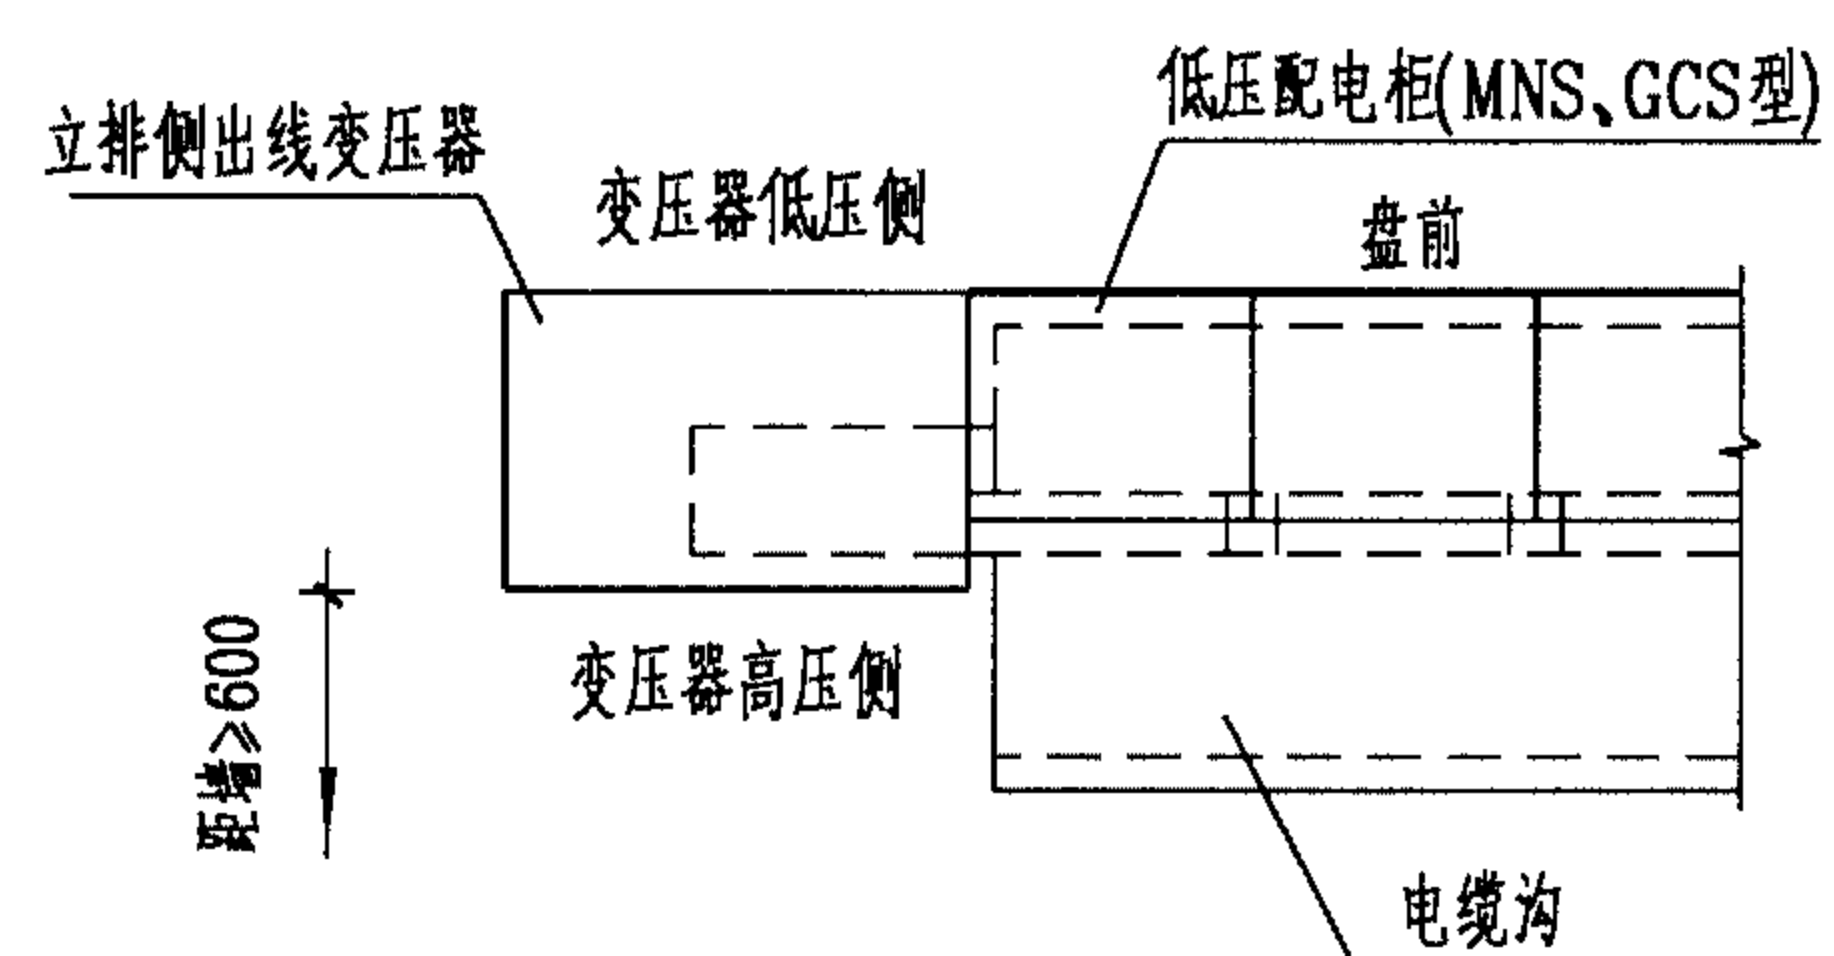 低压配电柜(MNS、GCS型)
立排侧出线变压器
变压器低压侧
盘前
变压器高压侧
距墙≥600
电缆沟